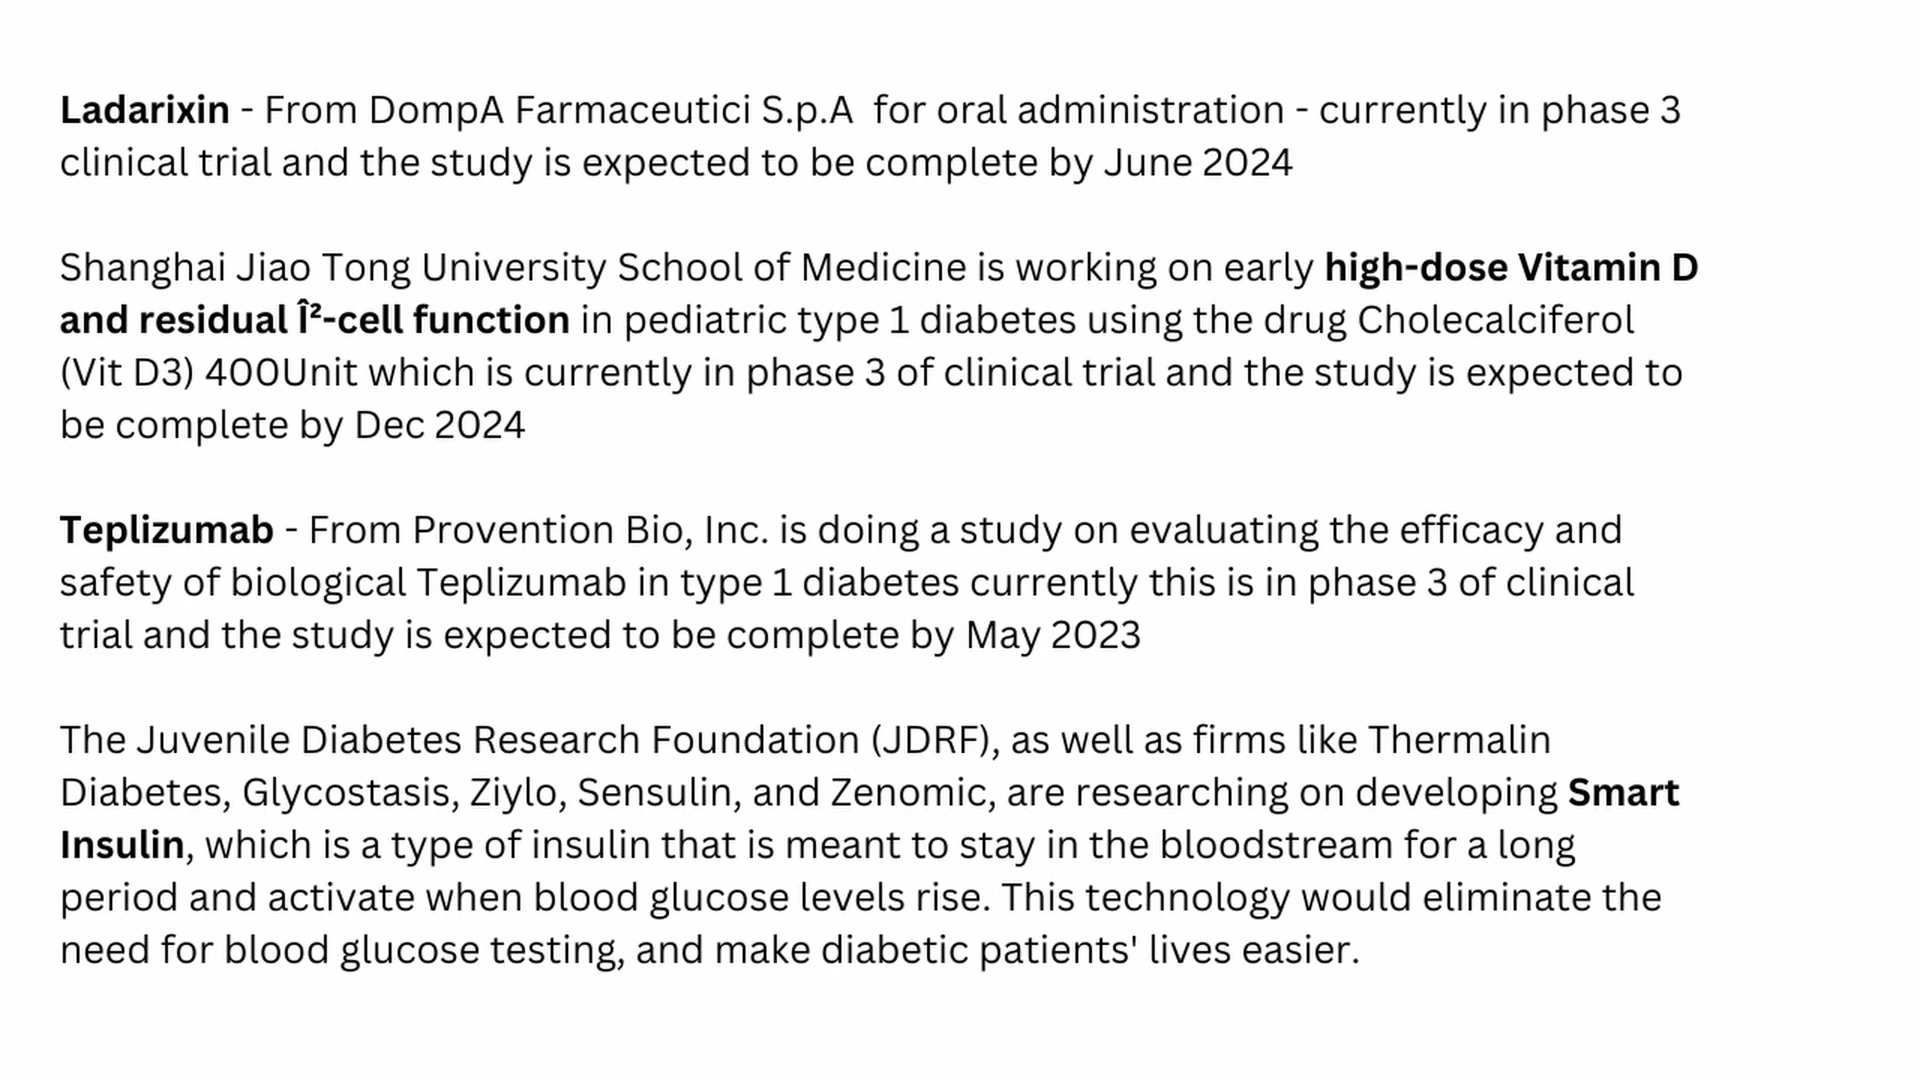 Ladarixin - From DompA Farmaceutici S.p.A  for oral administration - currently in phase 3
clinical trial and the study is expected to be complete by June 2024
Shanghai Jiao Tong University School of Medicine is working on early high-dose Vitamin D
and residual Î²-cell function in pediatric type 1 diabetes using the drug Cholecalciferol
(Vit D3) 400Unit which is currently in phase 3 of clinical trial and the study is expected to
be complete by Dec 2024
Teplizumab - From Provention Bio, Inc. is doing a study on evaluating the efficacy and
safety of biological Teplizumab in type 1 diabetes currently this is in phase 3 of clinical
trial and the study is expected to be complete by May 2023
The Juvenile Diabetes Research Foundation (JDRF), as well as firms like Thermalin
Diabetes, Glycostasis, Ziylo, Sensulin, and Zenomic, are researching on developing Smart
Insulin, which is a type of insulin that is meant to stay in the bloodstream for a long
period and activate when blood glucose levels rise. This technology would eliminate the
need for blood glucose testing, and make diabetic patients' lives easier.